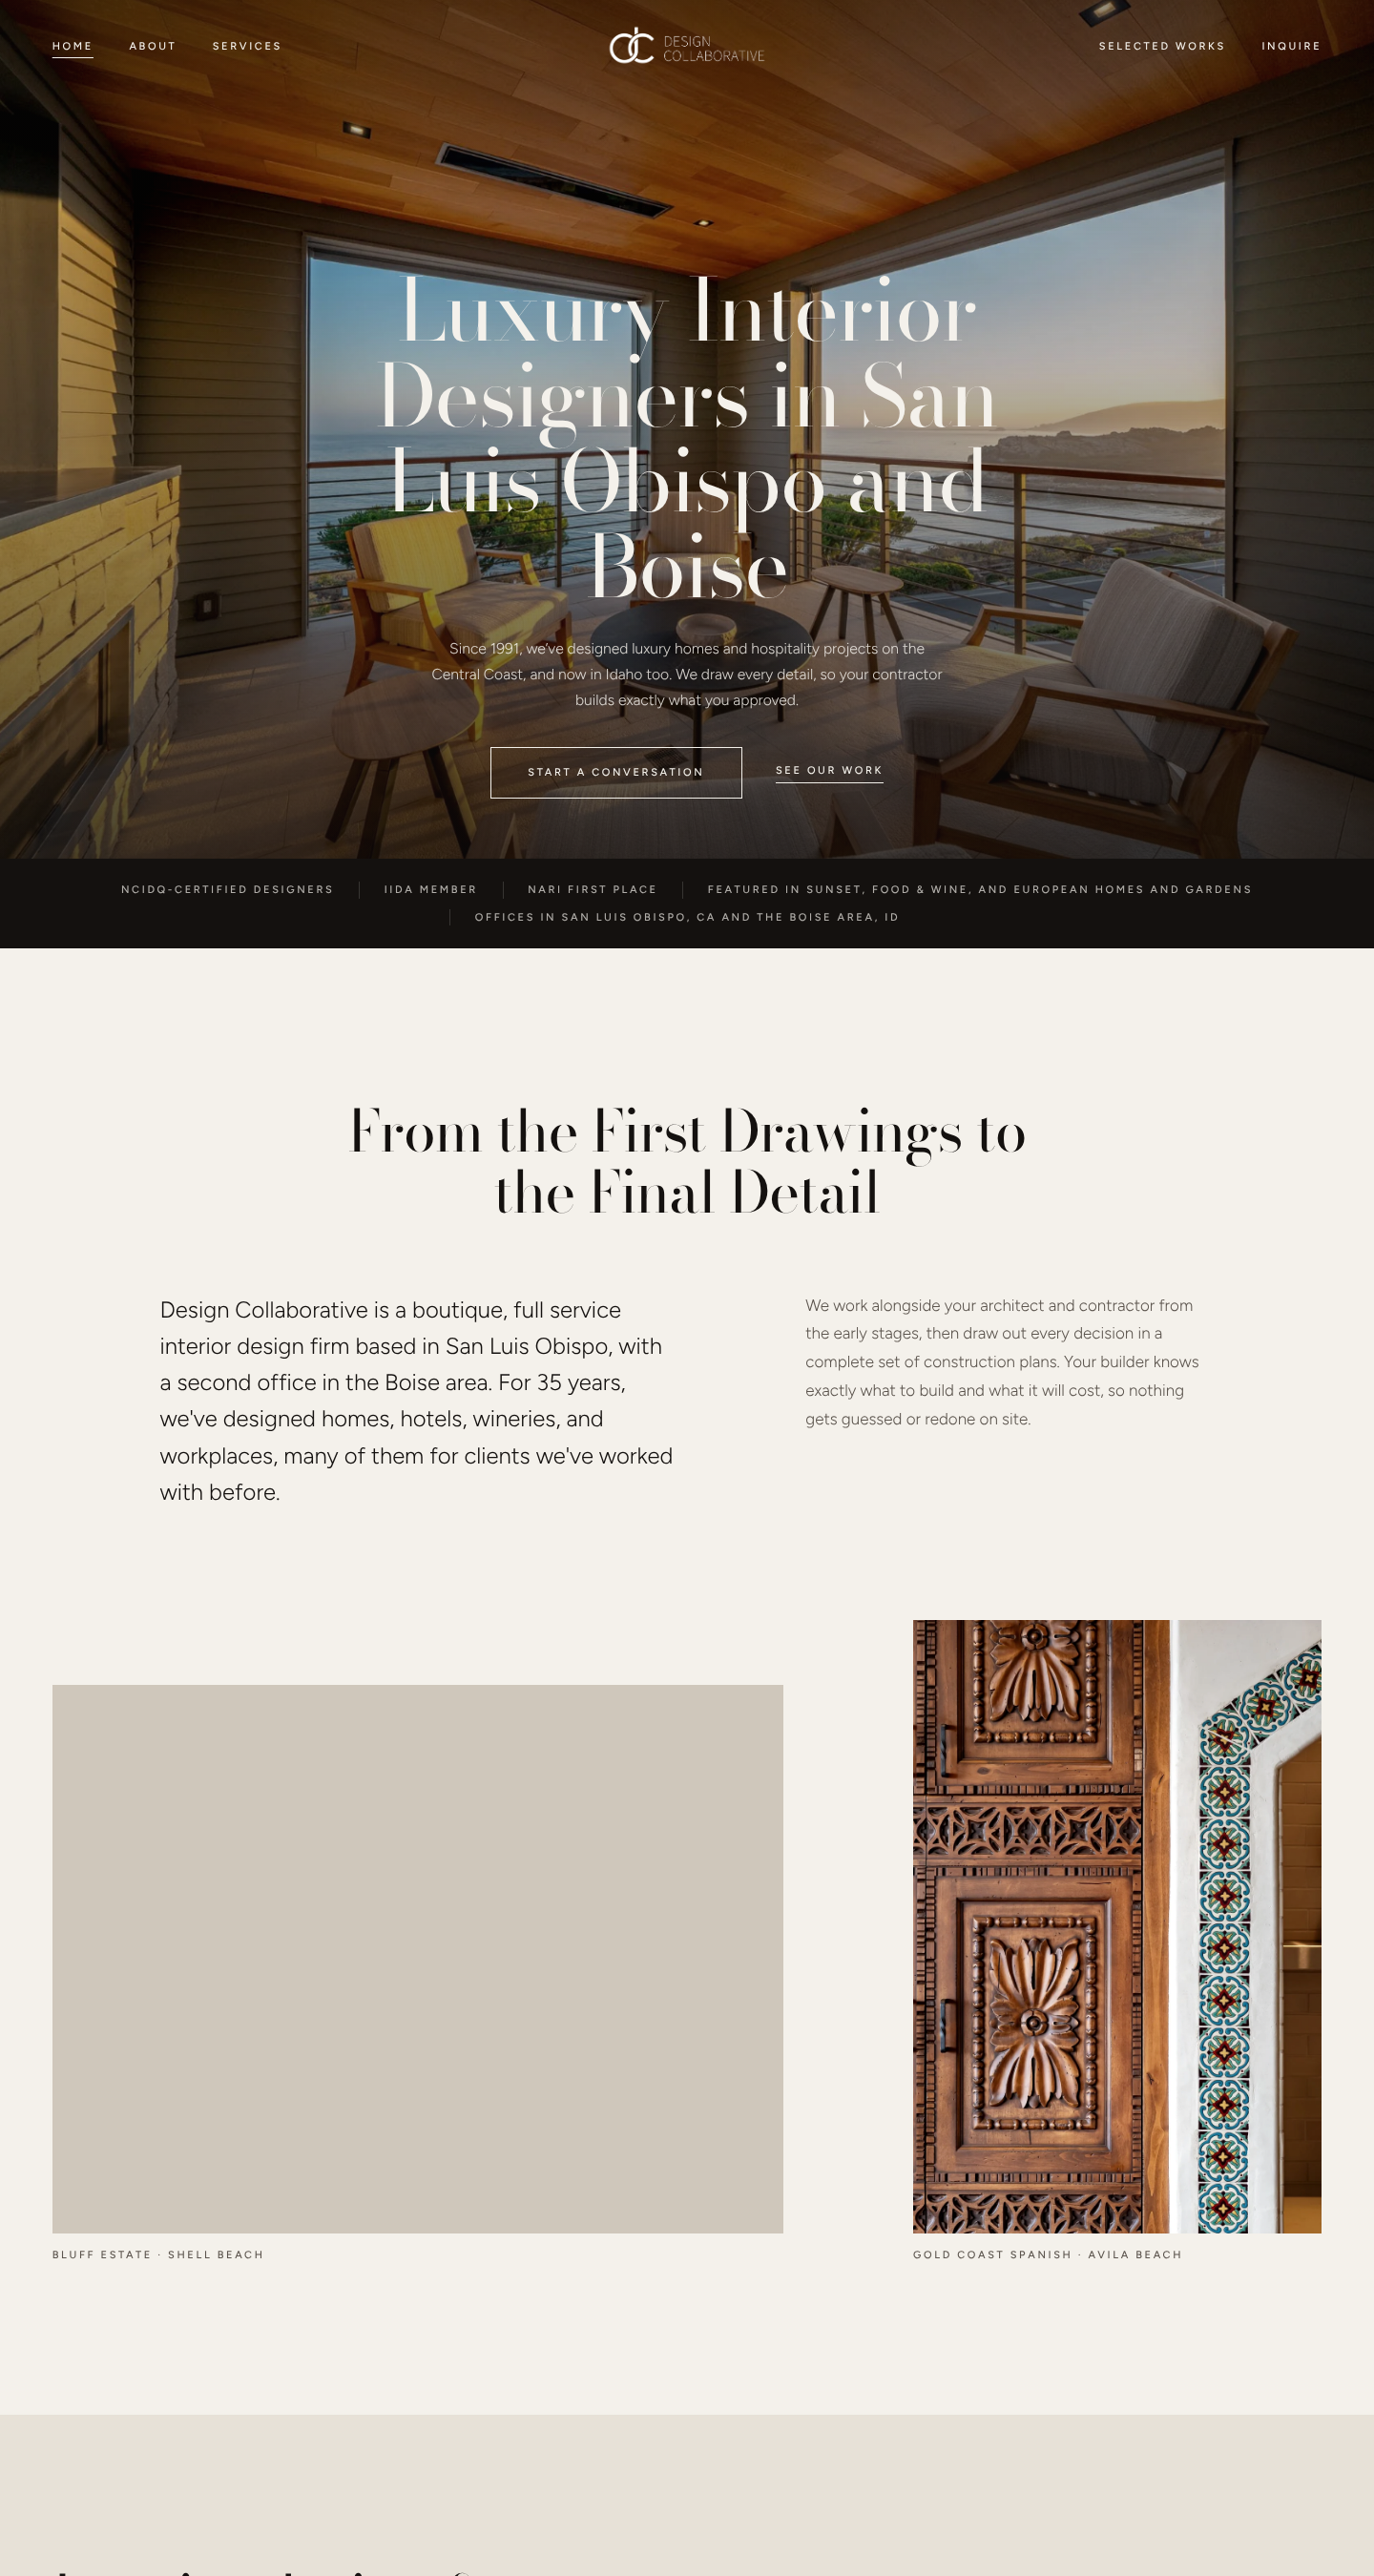 HOME ABOUT SERVICES
DESIGN
COLLABORATIVE
SELECTED WORKS INQUIRE
Luxury Interior
Designers in San
Luis Obispo and
Boise
Since 1991, we've designed luxury homes and hospitality projects on the
Central Coast, and now in Idaho too. We draw every detail, so your contractor
builds exactly what you approved.
START A CONVERSATION SEE OUR WORK
NCIDQ-CERTIFIED DESIGNERS IIDA MEMBER NARI FIRST PLACE FEATURED IN SUNSET, FOOD & WINE, AND EUROPEAN HOMES AND GARDENS
OFFICES IN SAN LUIS OBISPO, CA AND THE BOISE AREA, ID
From the First Drawings to
the Final Detail
Design Collaborative is a boutique, full service
interior design firm based in San Luis Obispo, with
a second office in the Boise area. For 35 years,
we've designed homes, hotels, wineries, and
workplaces, many of them for clients we've worked
with before.
We work alongside your architect and contractor from
the early stages, then draw out every decision in a
complete set of construction plans. Your builder knows
exactly what to build and what it will cost, so nothing
gets guessed or redone on site.
BLUFF ESTATE · SHELL BEACH
GOLD COAST SPANISH · AVILA BEACH